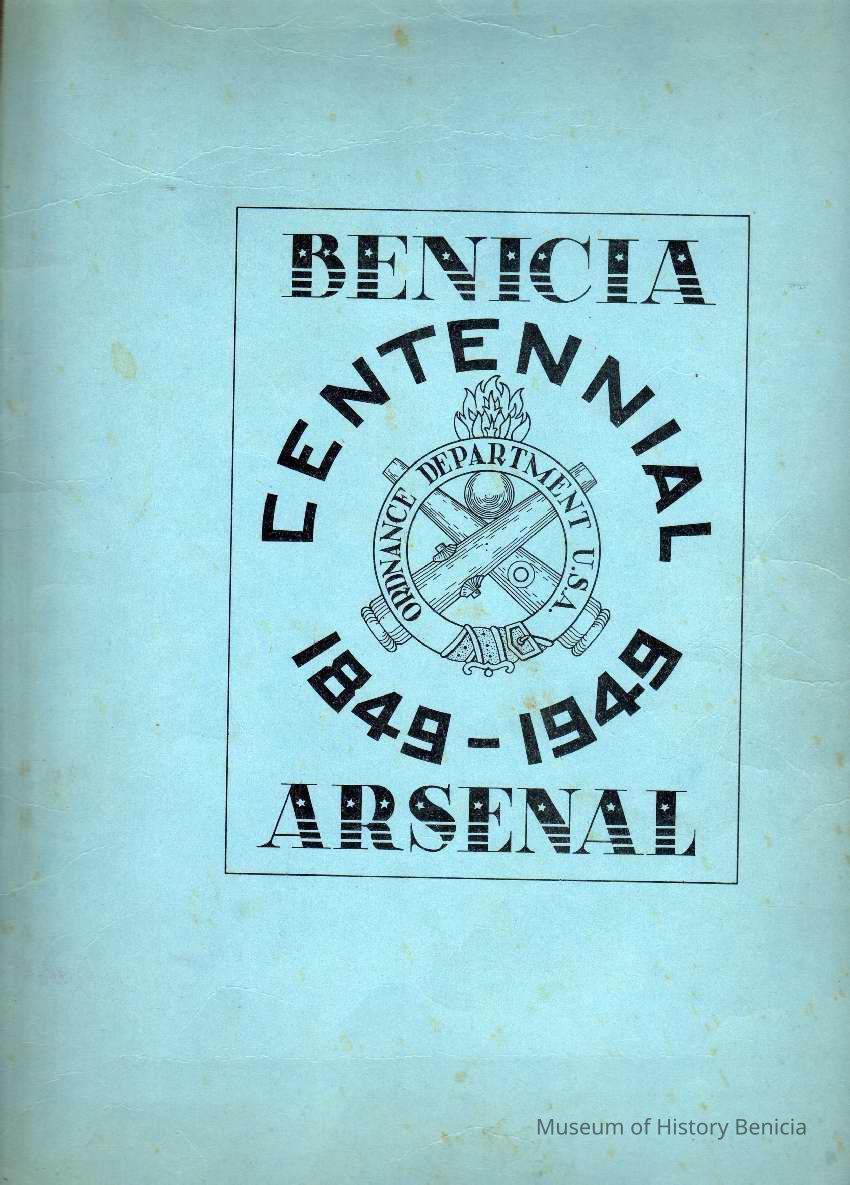 BENICIA
CENTENNIAL
ORDNANCE DEPARTMENT U.S.A.
1849-1949
ARSENAL
Museum of History Benicia